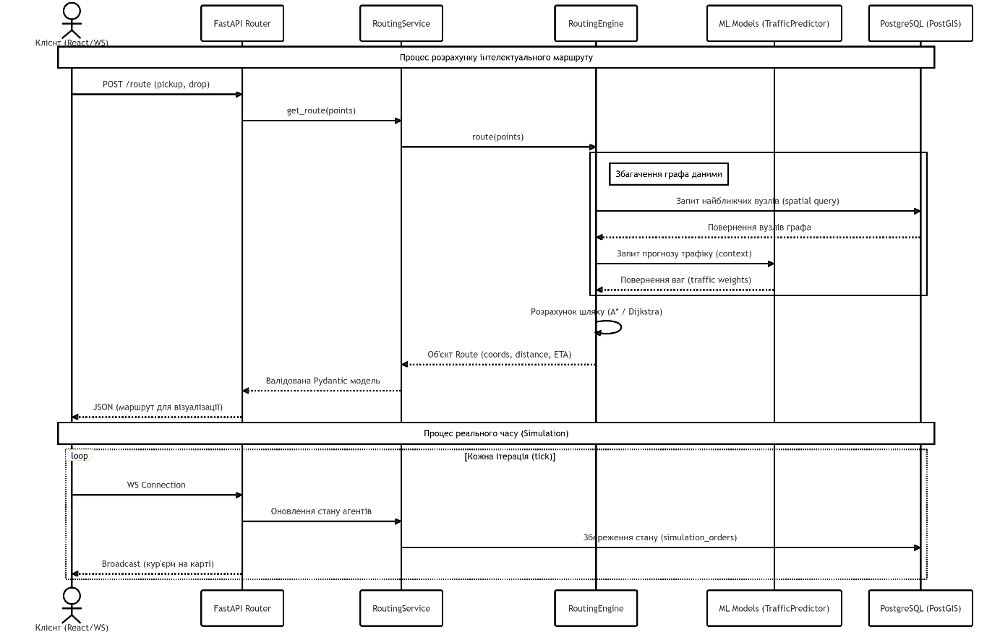 FastAPI Router
RoutingService
RoutingEngine
ML Models (TrafficPredictor)
PostgreSQL (PostGIS)
Клієнт (React/WS)
Процес розрахунку інтелектуального маршруту
POST /route (pickup, drop)
get_route(points)
route(points)
Збагачення графа даними
Запит найближчих вузлів (spatial query)
Повернення вузлів графа
Запит прогнозу трафіку (context)
Повернення ваг (traffic weights)
Розрахунок шляху (A* / Dijkstra)
Об'єкт Route (coords, distance, ETA)
Валідована Pydantic модель
JSON (маршрут для візуалізації)
Процес реального часу (Simulation)
loop
[Кожна ітерація (tick)]
WS Connection
Оновлення стану агентів
Збереження стану (simulation_orders)
Broadcast (кур'єри на карті)
FastAPI Router
RoutingService
RoutingEngine
ML Models (TrafficPredictor)
PostgreSQL (PostGIS)
Клієнт (React/WS)